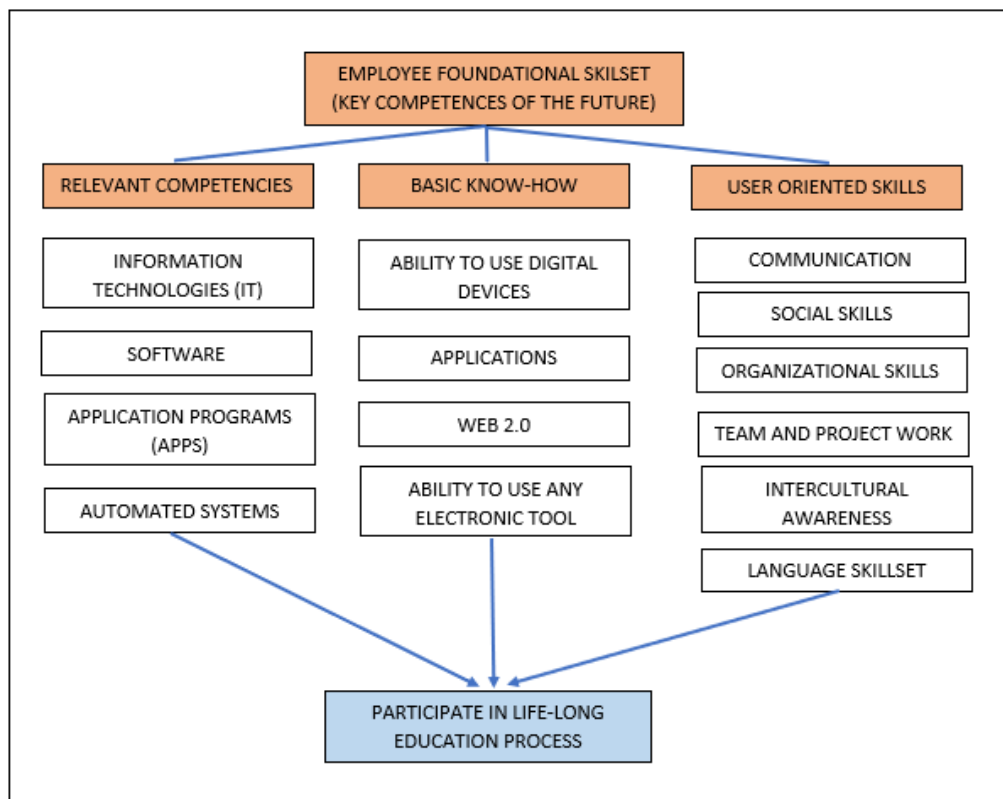 EMPLOYEE FOUNDATIONAL SKILSET
(KEY COMPETENCES OF THE FUTURE)
RELEVANT COMPETENCIES
BASIC KNOW-HOW
USER ORIENTED SKILLS
INFORMATION
TECHNOLOGIES (IT)
SOFTWARE
APPLICATION PROGRAMS
(APPS)
AUTOMATED SYSTEMS
ABILITY TO USE DIGITAL
DEVICES
APPLICATIONS
WEB 2.0
ABILITY TO USE ANY
ELECTRONIC TOOL
COMMUNICATION
SOCIAL SKILLS
ORGANIZATIONAL SKILLS
TEAM AND PROJECT WORK
INTERCULTURAL
AWARENESS
LANGUAGE SKILLSET
PARTICIPATE IN LIFE-LONG
EDUCATION PROCESS